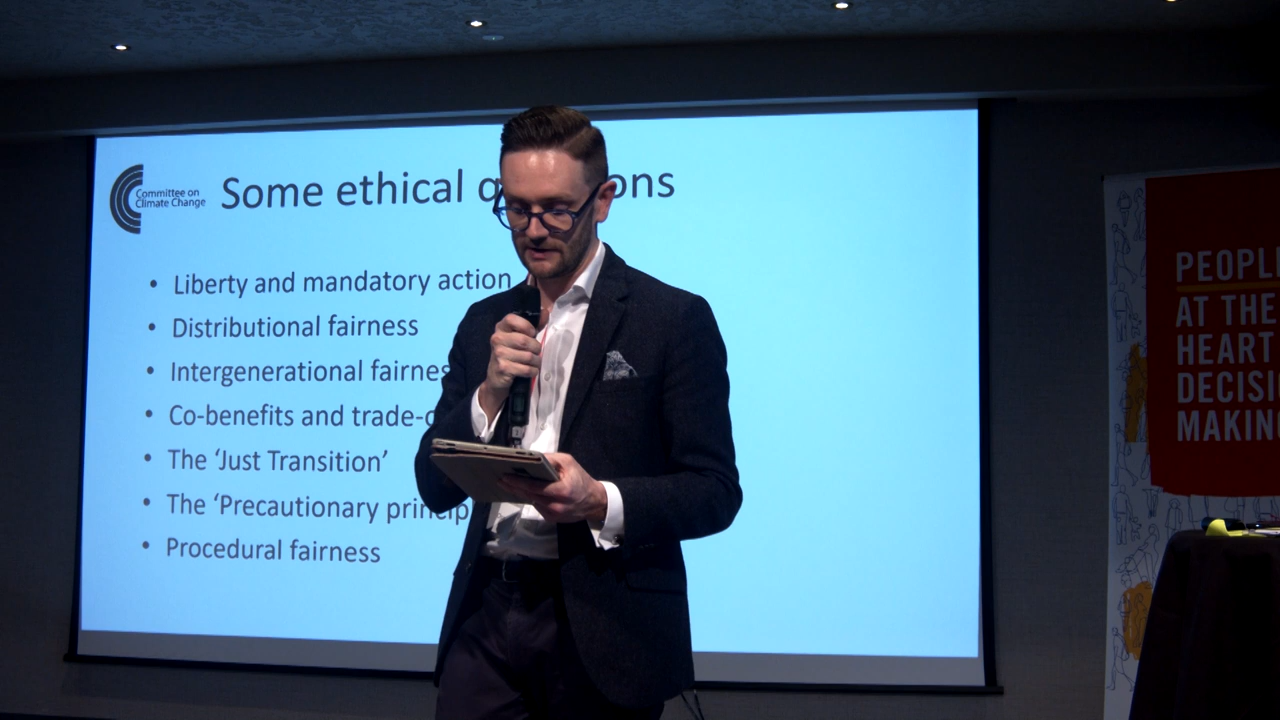 Committee on
Climate Change
Some ethical q ons
• Liberty and mandatory action
• Distributional fairness
• Intergenerational fairnes
• Co-benefits and trade-o
• The ‘Just Transition’
• The ‘Precautionary princip
• Procedural fairness
PEOPL
AT THE
HEART
DECISI
MAKIN